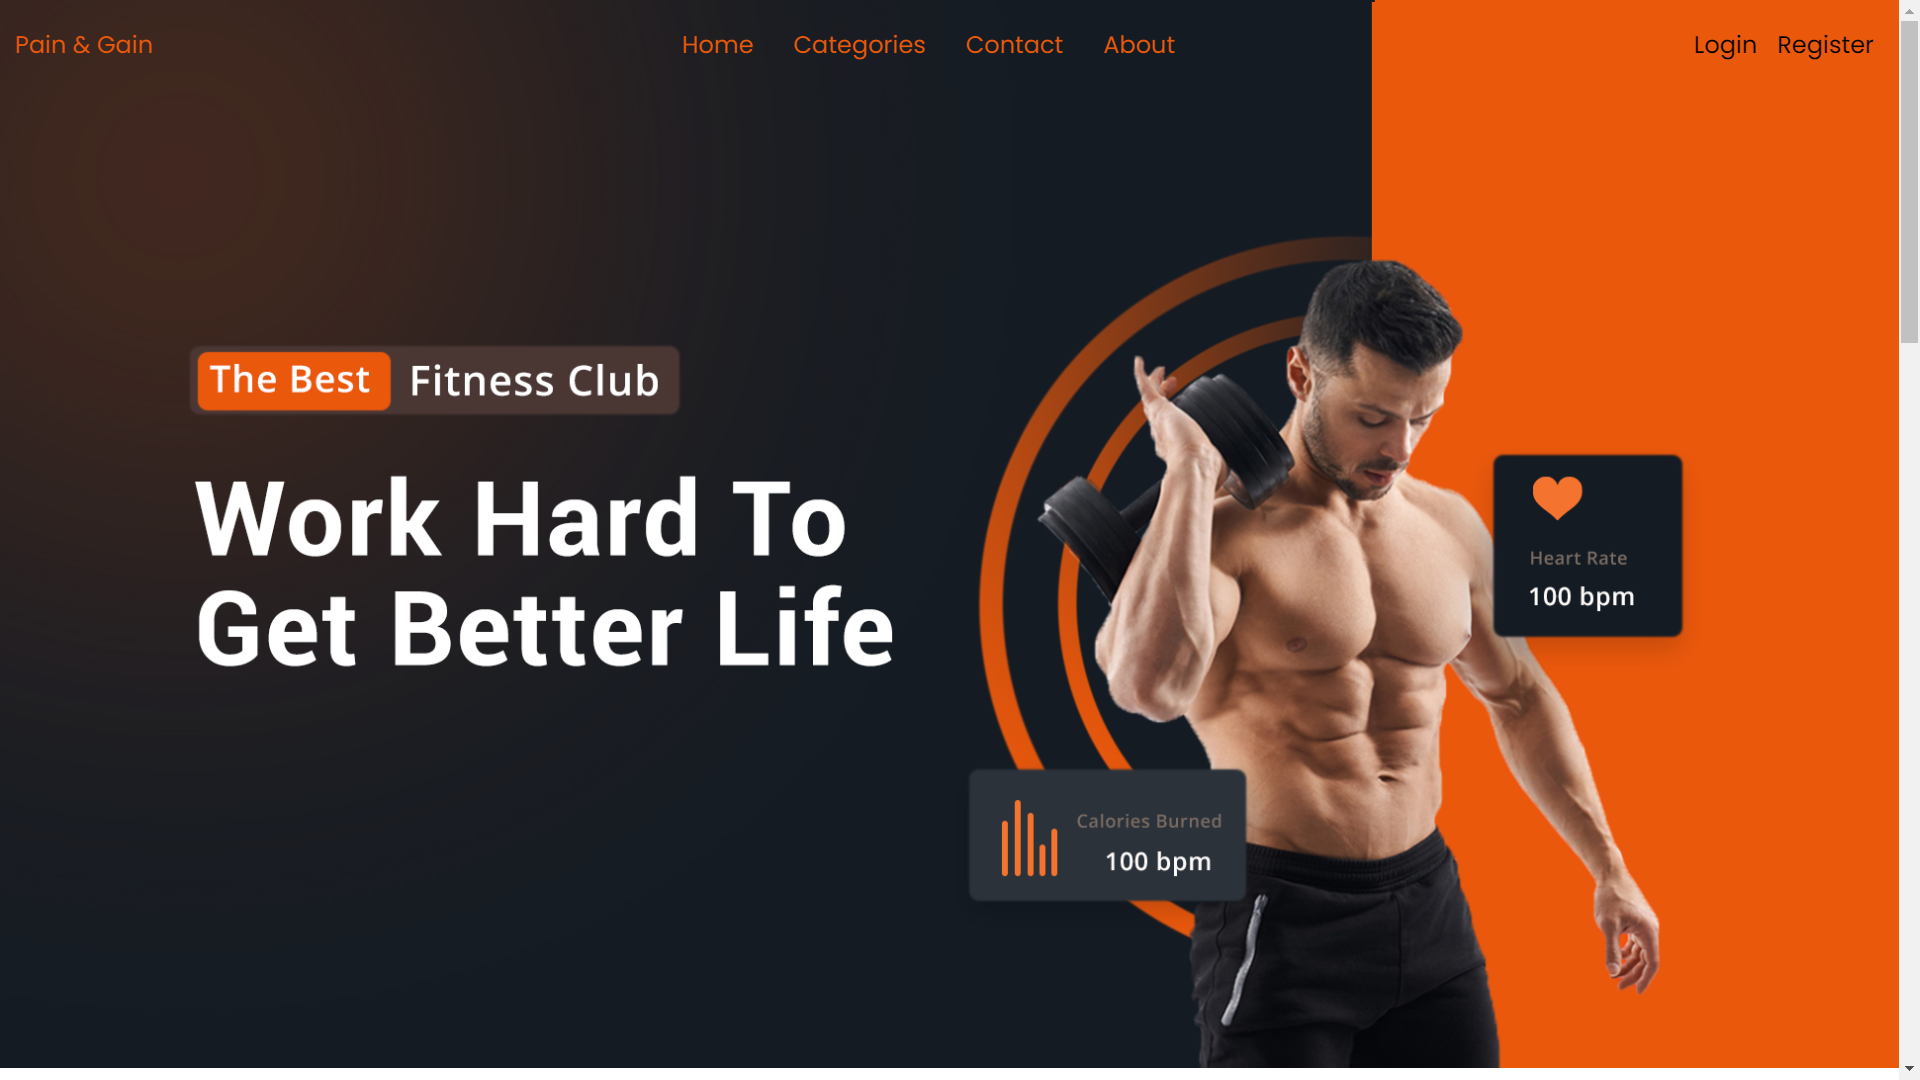 Pain & Gain
Home Categories Contact About
Login Register
The Best Fitness Club
Work Hard To
Get Better Life
Heart Rate
100 bpm
Calories Burned
100 bpm